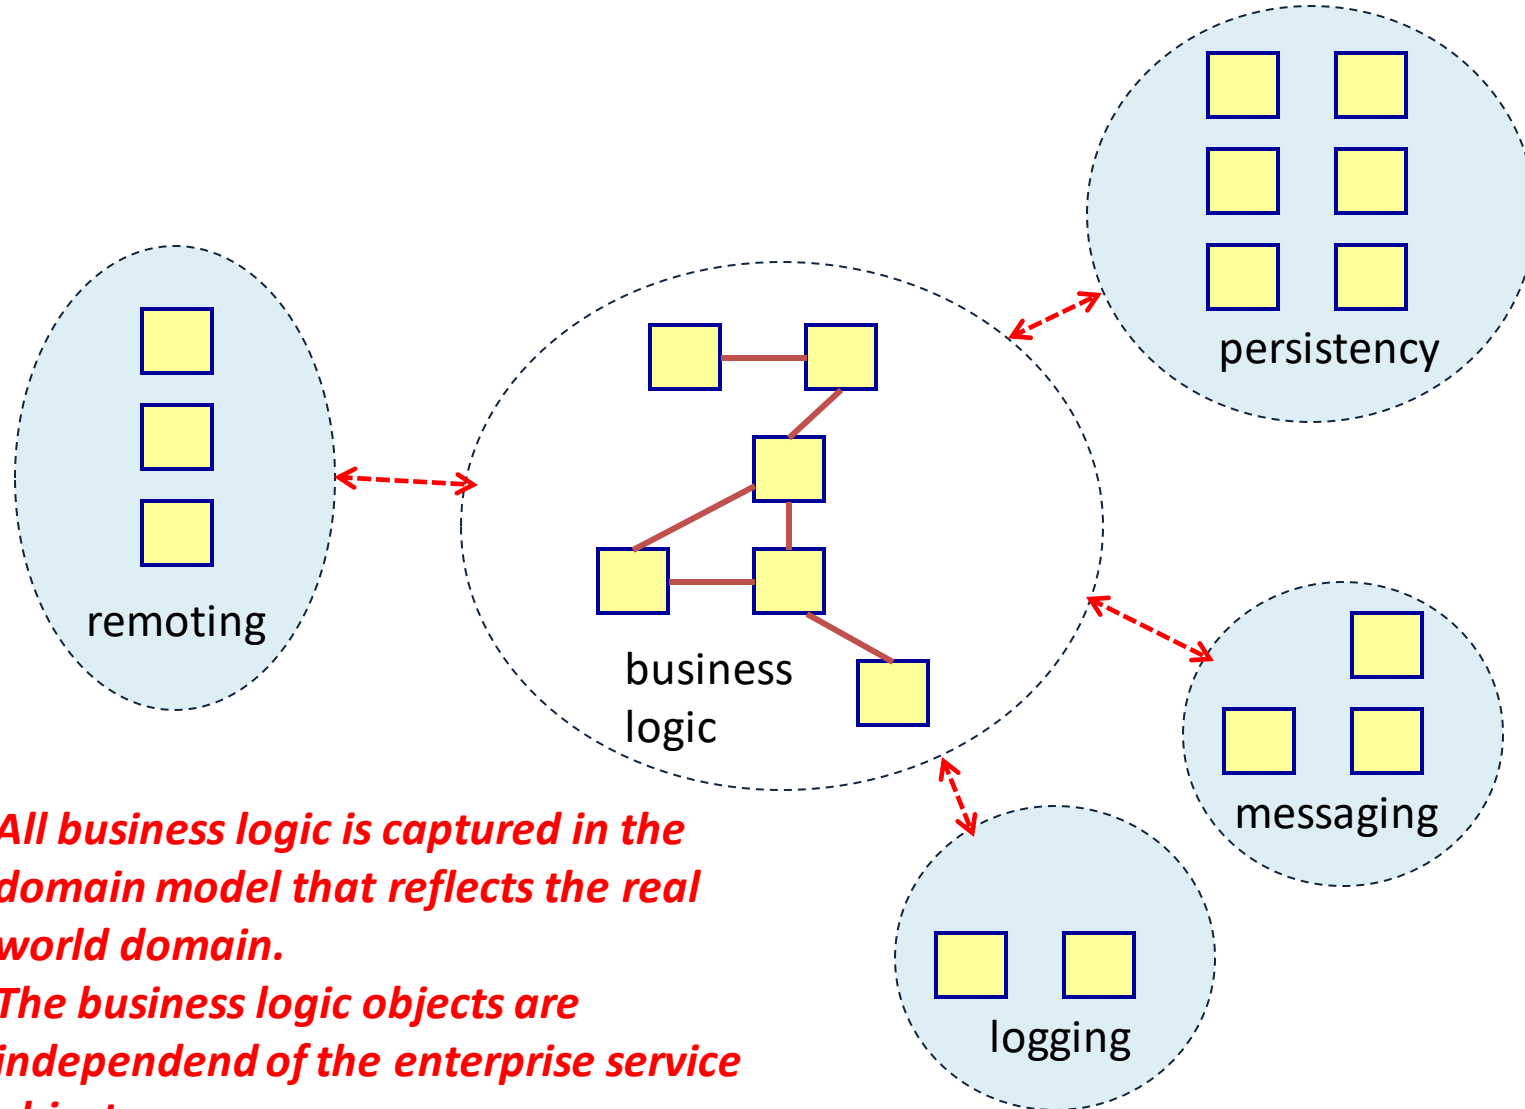 persistency
remoting
business
logic
messaging
All business logic is captured in the
domain model that reflects the real
world domain.
The business logic objects are
independend of the enterprise service
logging